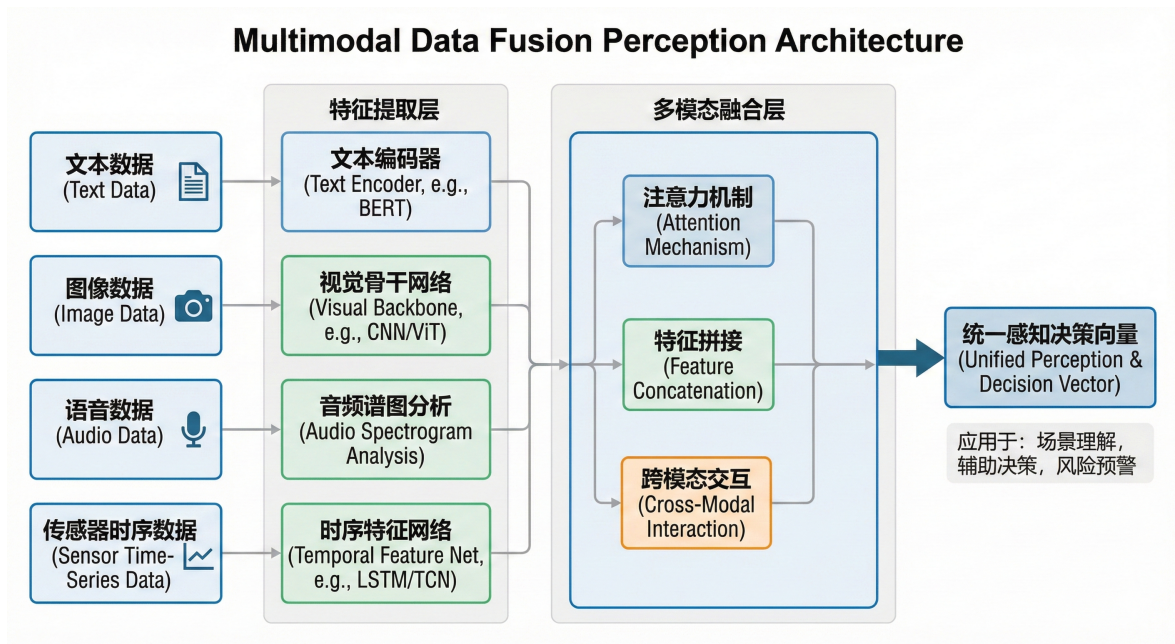 Multimodal Data Fusion Perception Architecture
文本数据
(Text Data)
图像数据
(Image Data)
语音数据
(Audio Data)
传感器时序数据
(Sensor Time-
Series Data)
特征提取层
文本编码器
(Text Encoder, e.g.,
BERT)
视觉骨干网络
(Visual Backbone,
e.g., CNN/ViT)
音频谱图分析
(Audio Spectrogram
Analysis)
时序特征网络
(Temporal Feature Net,
e.g., LSTM/TCN)
多模态融合层
注意力机制
(Attention
Mechanism)
特征拼接
(Feature
Concatenation)
跨模态交互
(Cross-Modal
Interaction)
统一感知决策向量
(Unified Perception &
Decision Vector)
应用于：场景理解，
辅助决策，风险预警